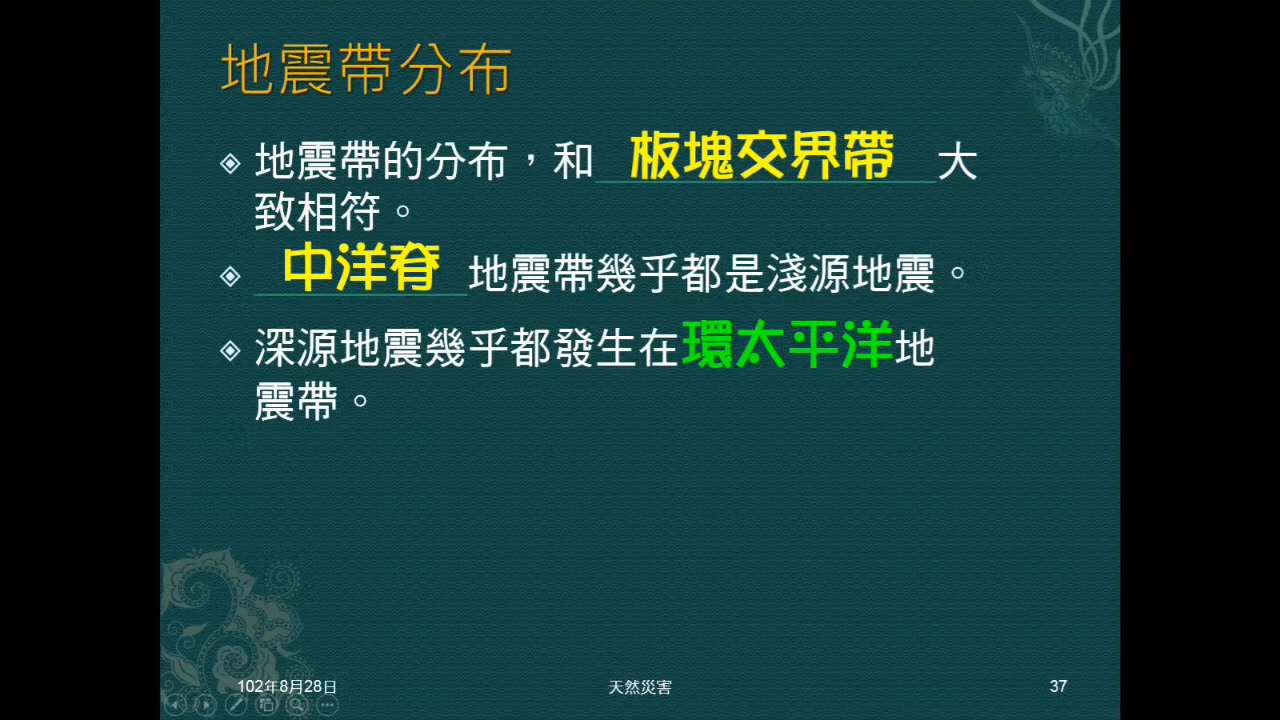 地震帶分布
地震帶的分布，和板塊交界帶大
致相符。
中洋脊地震帶幾乎都是淺源地震。
深源地震幾乎都發生在環太平洋地
震帶。
102年8月28日
天然災害
37